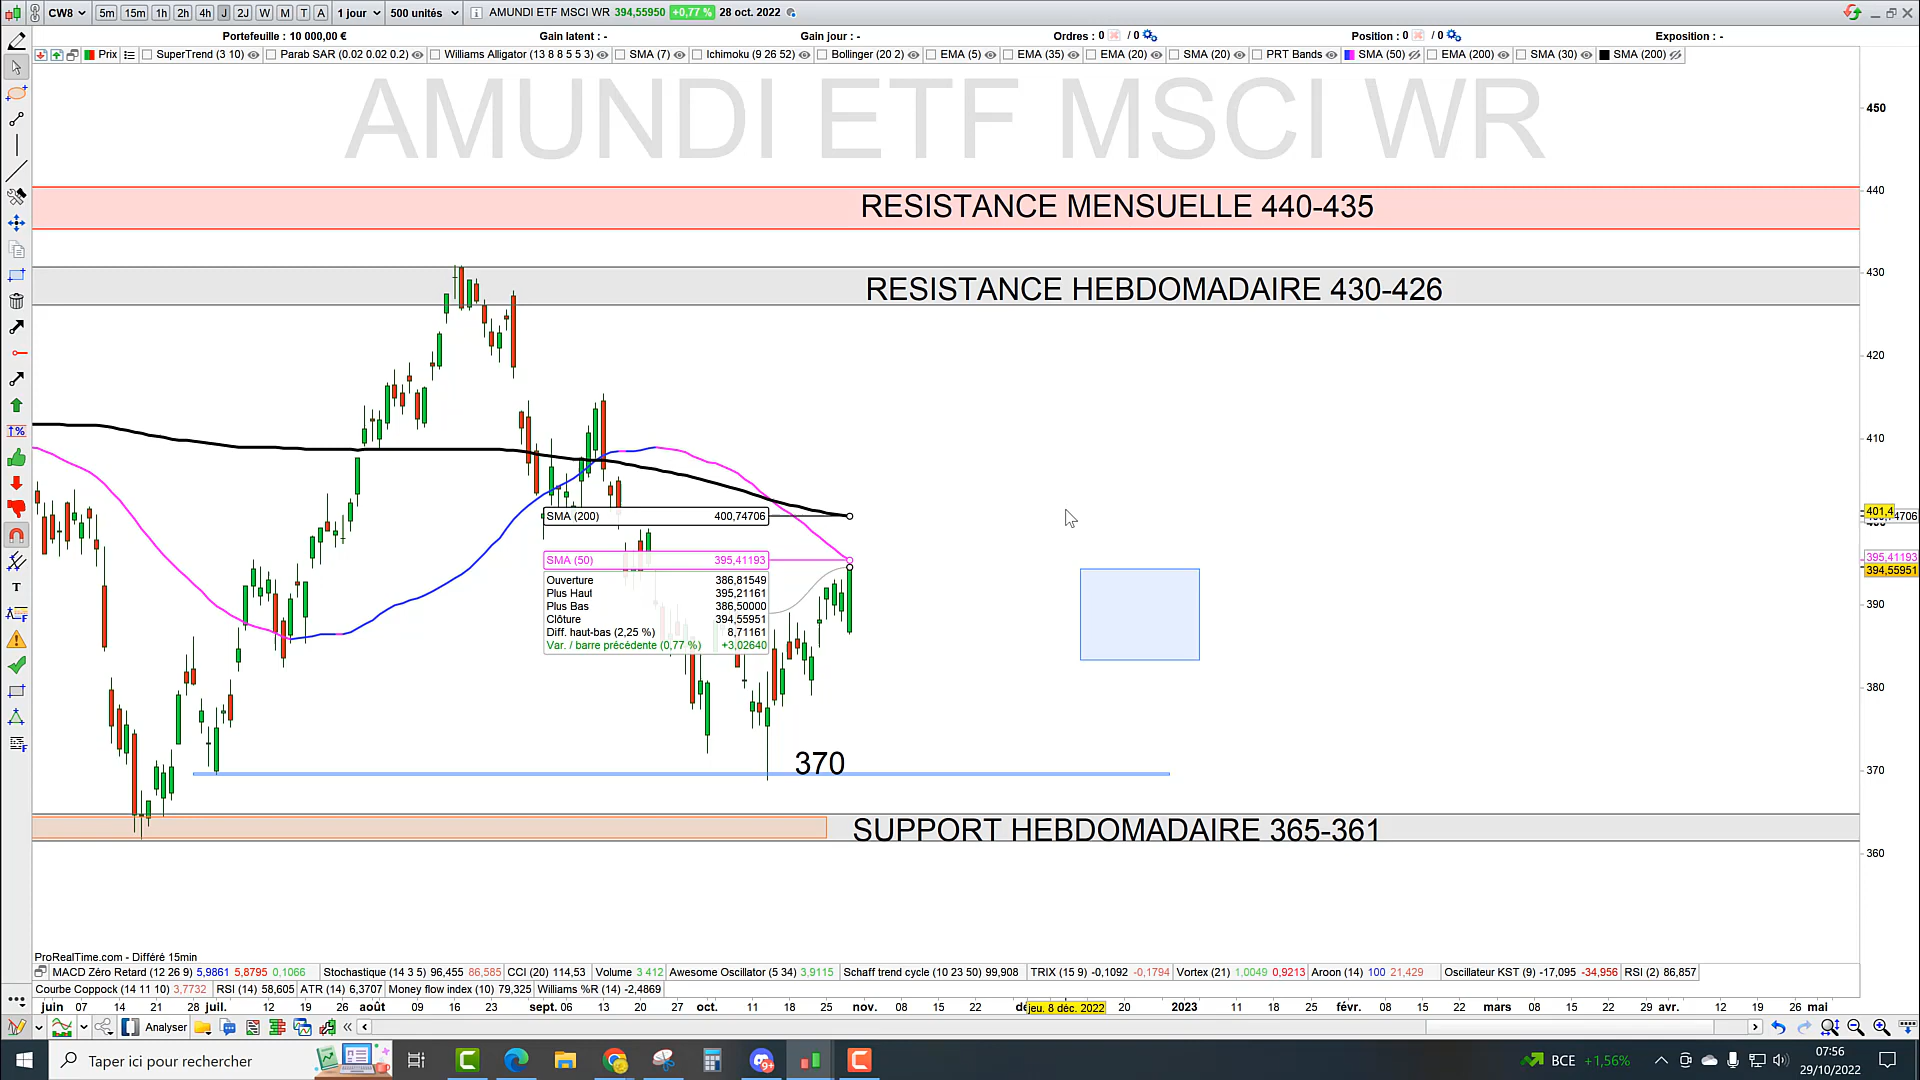 CW8 5m 15m 1h 2h 4h J 2J W M T A 1 jour 500 unités AMUNDI ETF MSCI WR 394,55950 +0,77 % 28 oct. 2022
Portefeuille : 10 000,00 € Gain latent : - Gain jour : - Ordres : 0 / 0 Position : 0 / 0 Exposition : -
Prix SuperTrend (3 10) Parab SAR (0.02 0.02 0.2) Williams Alligator (13 8 8 5 5 3) SMA (7) Ichimoku (9 26 52) Bollinger (20 2) EMA (5) EMA (35) EMA (20) SMA (20) PRT Bands SMA (50) EMA (200) SMA (30) SMA (200)
AMUNDI ETF MSCI WR
450
RESISTANCE MENSUELLE 440-435
440
RESISTANCE HEBDOMADAIRE 430-426
430
420
410
SMA (200) 400,74706
401,4
SMA (50) 395,41193
395,41193
394,55951
Ouverture 386,81549
Plus Haut 395,21161
Plus Bas 386,50000
Clôture 394,55951
Diff. haut-bas (2,25 %) 8,71161
Var. / barre précédente (0,77 %) +3,02640
390
380
370
370
SUPPORT HEBDOMADAIRE 365-361
360
ProRealTime.com - Différé 15min
MACD Zéro Retard (12 26 9) 5,9861 5,8795 0,1066 Stochastique (14 3 5) 96,455 86,585 CCI (20) 114,53 Volume 3 412 Awesome Oscillator (5 34) 3,9115 Schaff trend cycle (10 23 50) 99,908 TRIX (15 9) -0,1092 -0,1794 Vortex (21) 1,0049 0,9213 Aroon (14) 100 21,429 Oscillateur KST (9) -17,095 -34,956 RSI (2) 86,857
Courbe Coppock (14 11 10) 3,7732 RSI (14) 58,605 ATR (14) 6,3707 Money flow index (10) 79,325 Williams %R (14) -2,4869
juin 07 14 21 28 juil. 12 19 26 août 09 16 23 sept. 06 13 20 27 oct. 11 18 25 nov. 08 15 22 jeu. 8 déc. 2022 20 2023 11 18 25 févr. 08 15 22 mars 08 15 22 29 avr. 12 19 26 mai
Analyser
Taper ici pour rechercher
BCE +1,56%
07:56
29/10/2022